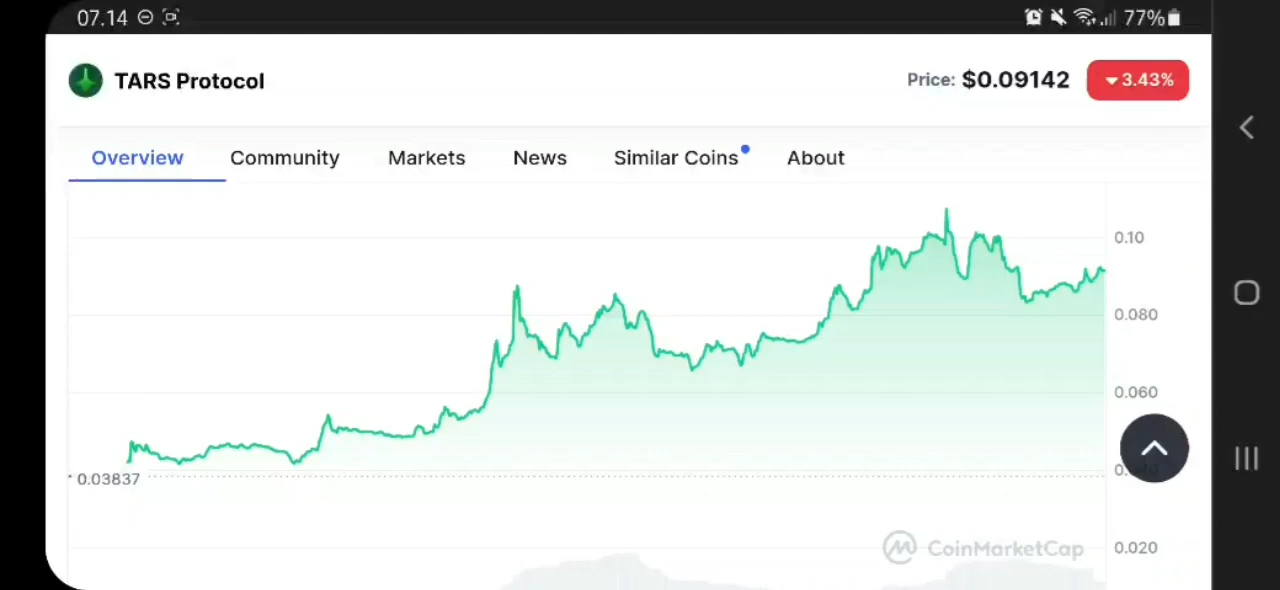 07.14 77%
TARS Protocol Price: $0.09142 3.43%
Overview Community Markets News Similar Coins About
0.10
0.080
0.060
0.03837
CoinMarketCap 0.020